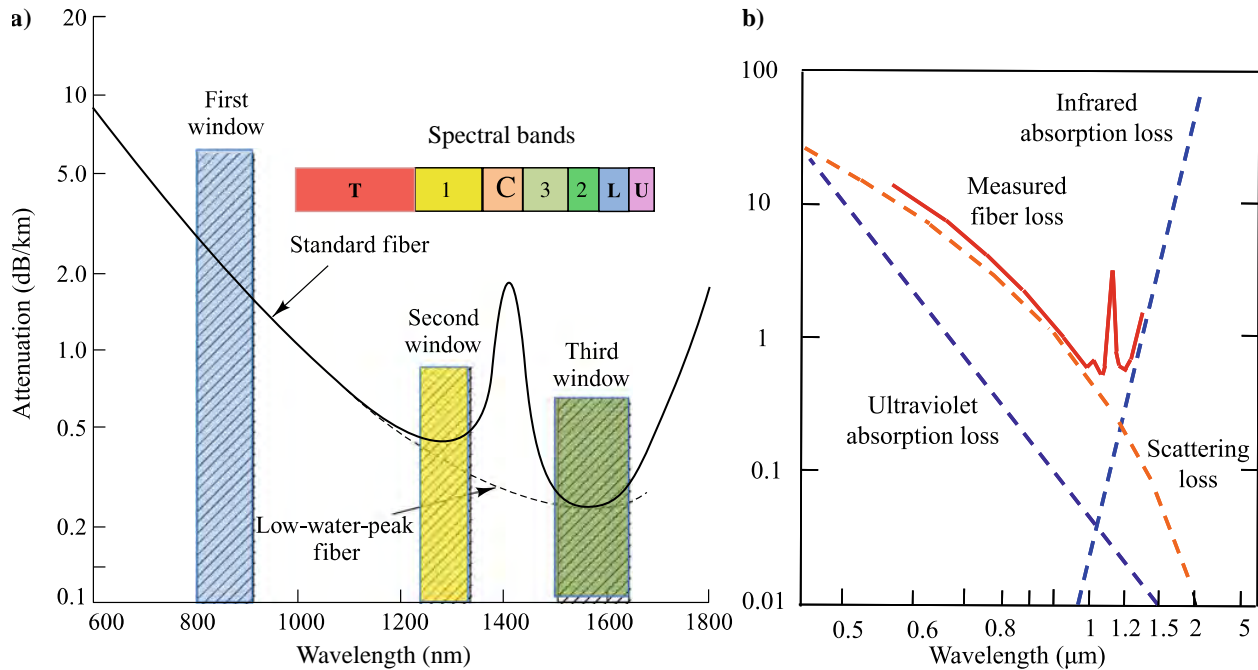 a)
20
10
5.0
2.0
1.0
0.5
0.2
0.1
Attenuation (dB/km)
First
window
Spectral bands
T 1 C 3 2 L U
Standard fiber
Second
window
Third
window
Low-water-peak
fiber
600 800 1000 1200 1400 1600 1800
Wavelength (nm)
b)
100
10
1
0.1
0.01
Infrared
absorption loss
Measured
fiber loss
Ultraviolet
absorption loss
Scattering
loss
0.5 0.6 0.8 1 1.2 1.5 2 5
Wavelength (μm)